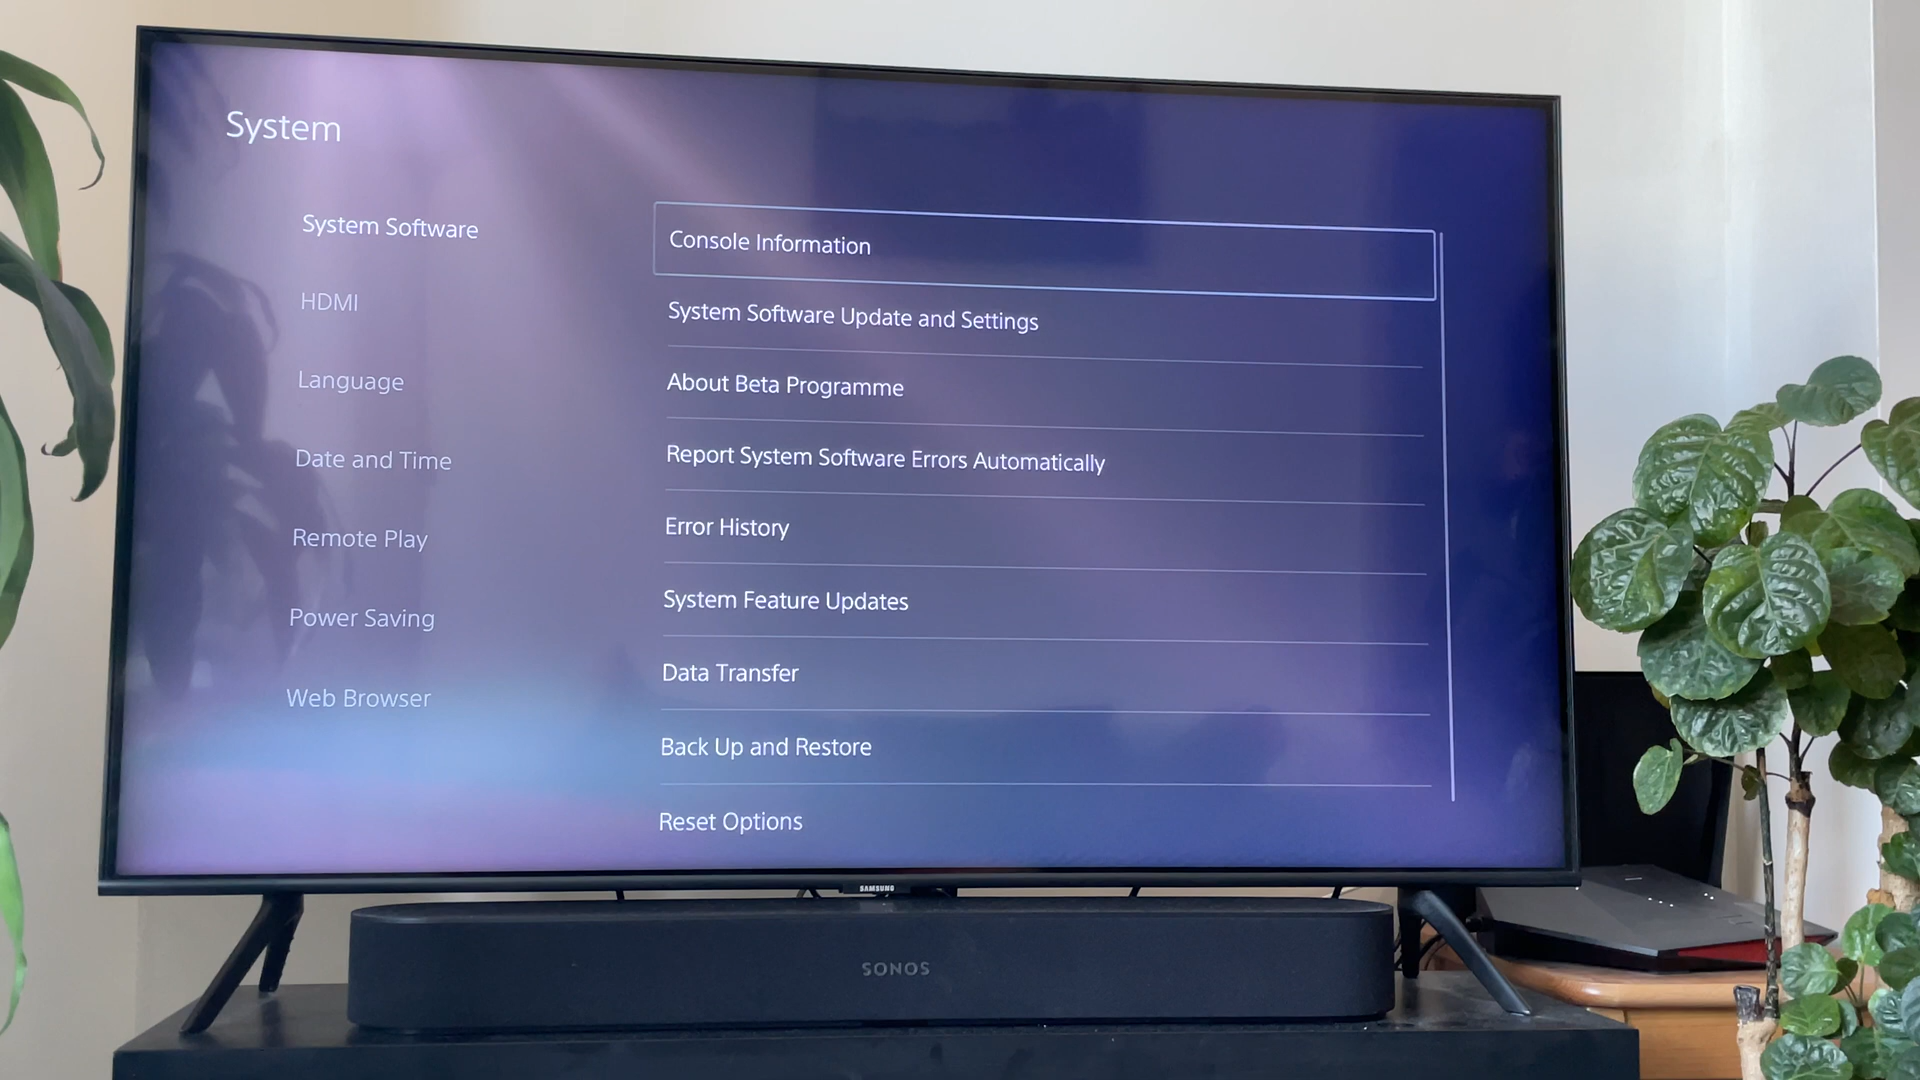 System
System Software
HDMI
Language
Date and Time
Remote Play
Power Saving
Web Browser
Console Information
System Software Update and Settings
About Beta Programme
Report System Software Errors Automatically
Error History
System Feature Updates
Data Transfer
Back Up and Restore
Reset Options
SAMSUNG
SONOS